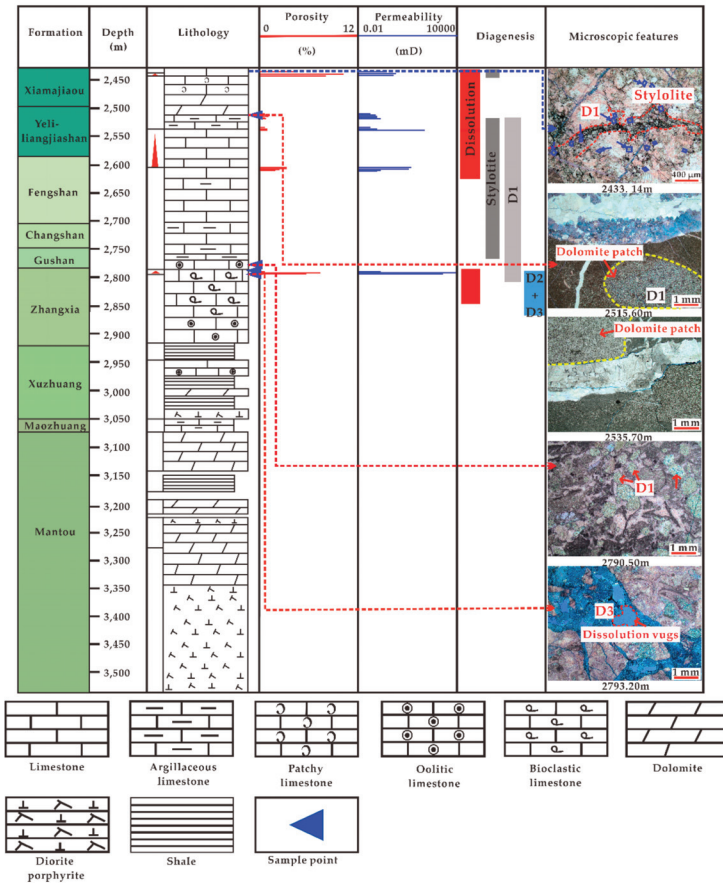 Formation
Depth
(m)
Lithology
Porosity
0 12
(%)
Permeability
0.01 10000
(mD)
Diagenesis
Microscopic features
Xiamajiaou
Yeli-
liangjiashan
Fengshan
Changshan
Gushan
Zhangxia
Xuzhuang
Maozhuang
Mantou
2,450
2,500
2,550
2,600
2,650
2,700
2,750
2,800
2,850
2,900
2,950
3,000
3,050
3,100
3,150
3,200
3,250
3,300
3,350
3,400
3,450
3,500
Dissolution
Stylotite
D1
D2
+
D3
Stylolite
D1
400 μm
2433. 14m
Dolomite patch
D1
1 mm
2515.60m
Dolomite patch
1 mm
2535.70m
D1
1 mm
2790.50m
D3
Dissolution vugs
1 mm
2793.20m
Limestone
Argillaceous
limestone
Patchy
limestone
Oolitic
limestone
Bioclastic
limestone
Dolomite
Diorite
porphyrite
Shale
Sample point